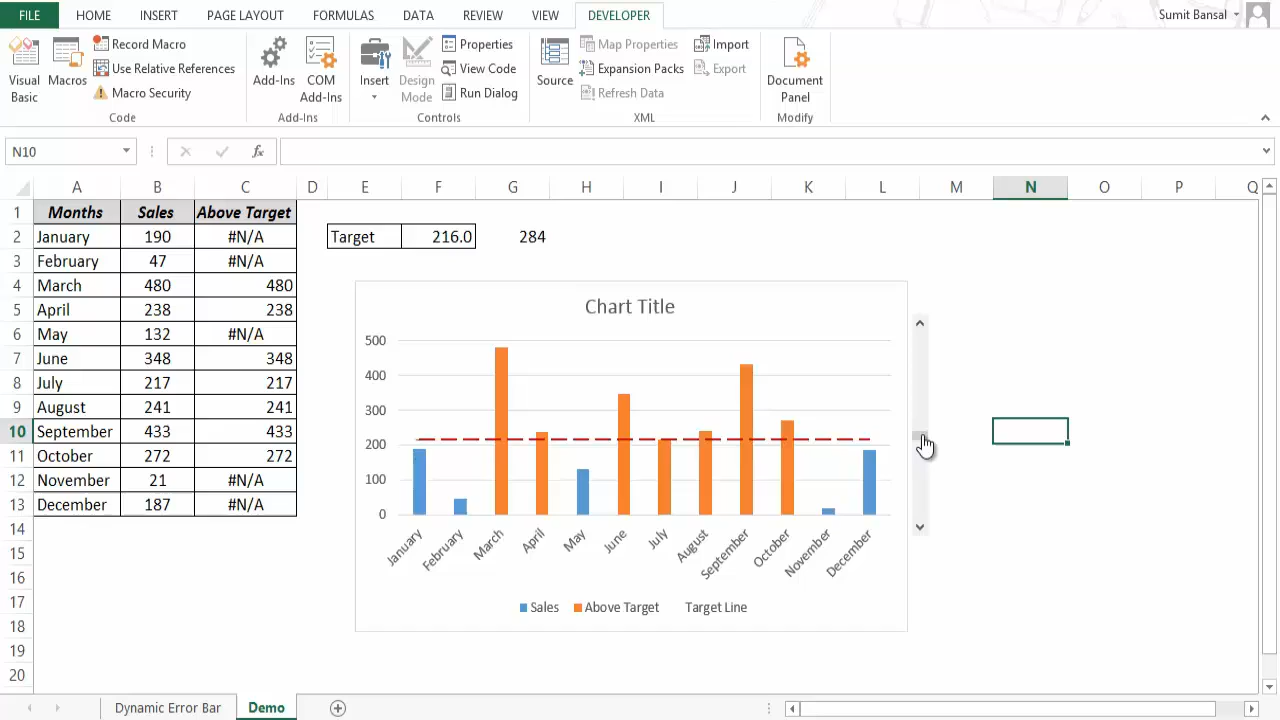 FILE HOME INSERT PAGE LAYOUT FORMULAS DATA REVIEW VIEW DEVELOPER Sumit Bansal
Visual Basic
Macros
Record Macro
Use Relative References
Macro Security
Code
Add-Ins
COM Add-Ins
Add-Ins
Insert
Design Mode
Properties
View Code
Run Dialog
Controls
Source
Map Properties
Expansion Packs
Refresh Data
Import
Export
XML
Document Panel
Modify
N10 fx
A B C D E F G H I J K L M N O P Q
1 Months Sales Above Target
2 January 190 #N/A Target 216.0 284
3 February 47 #N/A
4 March 480 480
5 April 238 238
6 May 132 #N/A
7 June 348 348
8 July 217 217
9 August 241 241
10 September 433 433
11 October 272 272
12 November 21 #N/A
13 December 187 #N/A
14
15
16
17
18
19
20
Chart Title
500
400
300
200
100
0
January February March April May June July August September October November December
Sales Above Target Target Line
Dynamic Error Bar Demo